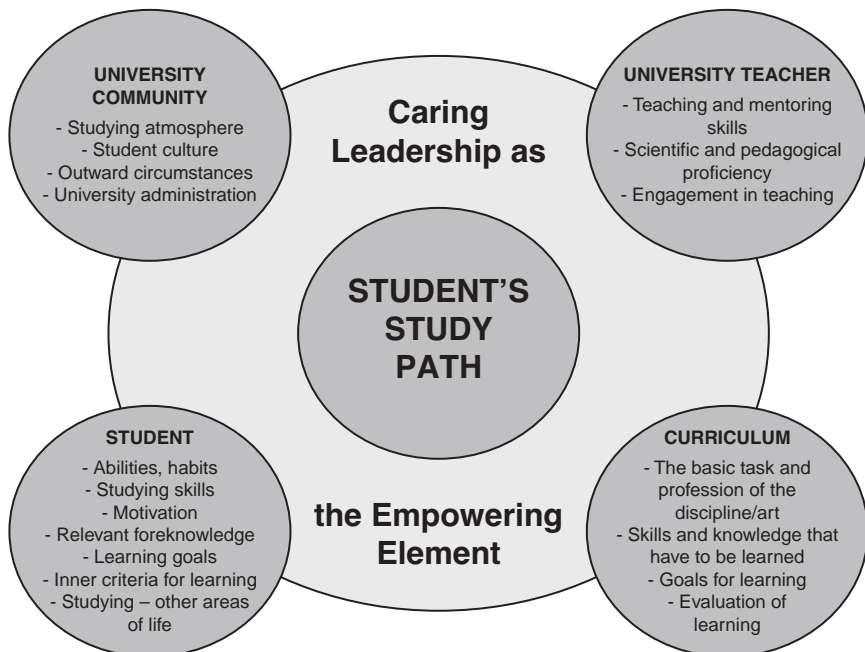 UNIVERSITY
COMMUNITY
- Studying atmosphere
- Student culture
- Outward circumstances
- University administration
Caring
Leadership as
UNIVERSITY TEACHER
- Teaching and mentoring
skills
- Scientific and pedagogical
proficiency
- Engagement in teaching
STUDENT'S
STUDY
PATH
STUDENT
- Abilities, habits
- Studying skills
- Motivation
- Relevant foreknowledge
- Learning goals
- Inner criteria for learning
- Studying – other areas
of life
the Empowering
Element
CURRICULUM
- The basic task and
profession of the
discipline/art
- Skills and knowledge that
have to be learned
- Goals for learning
- Evaluation of
learning